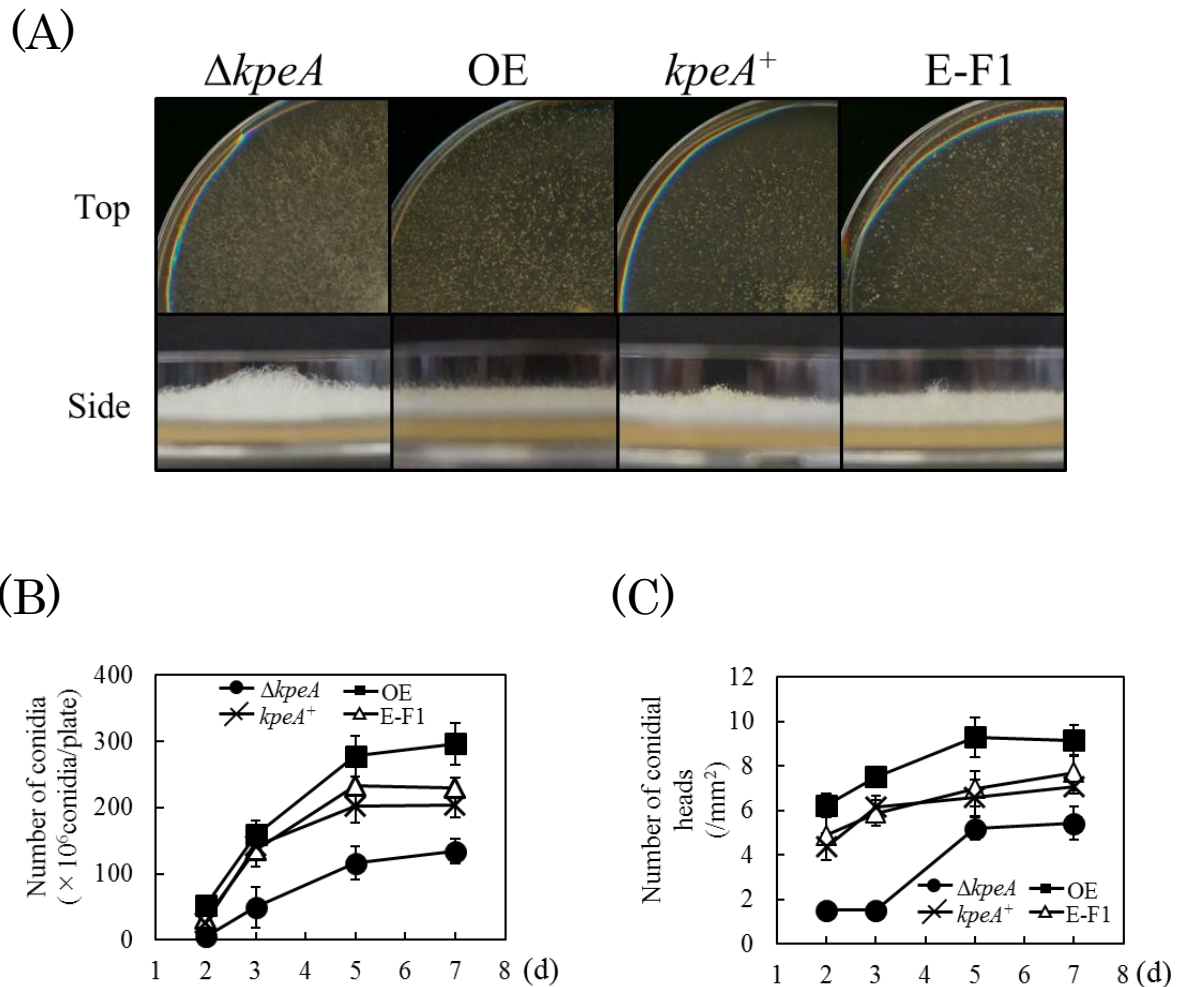 (A)
ΔkpeA OE kpeA⁺ E-F1
Top
Side
(B)
Number of conidia
(×10⁶conidia/plate)
400
300
200
100
0
ΔkpeA OE
kpeA⁺ E-F1
1 2 3 4 5 6 7 8 (d)
(C)
Number of conidial
heads
(/mm²)
12
10
8
6
4
2
0
ΔkpeA OE
kpeA⁺ E-F1
1 2 3 4 5 6 7 8 (d)